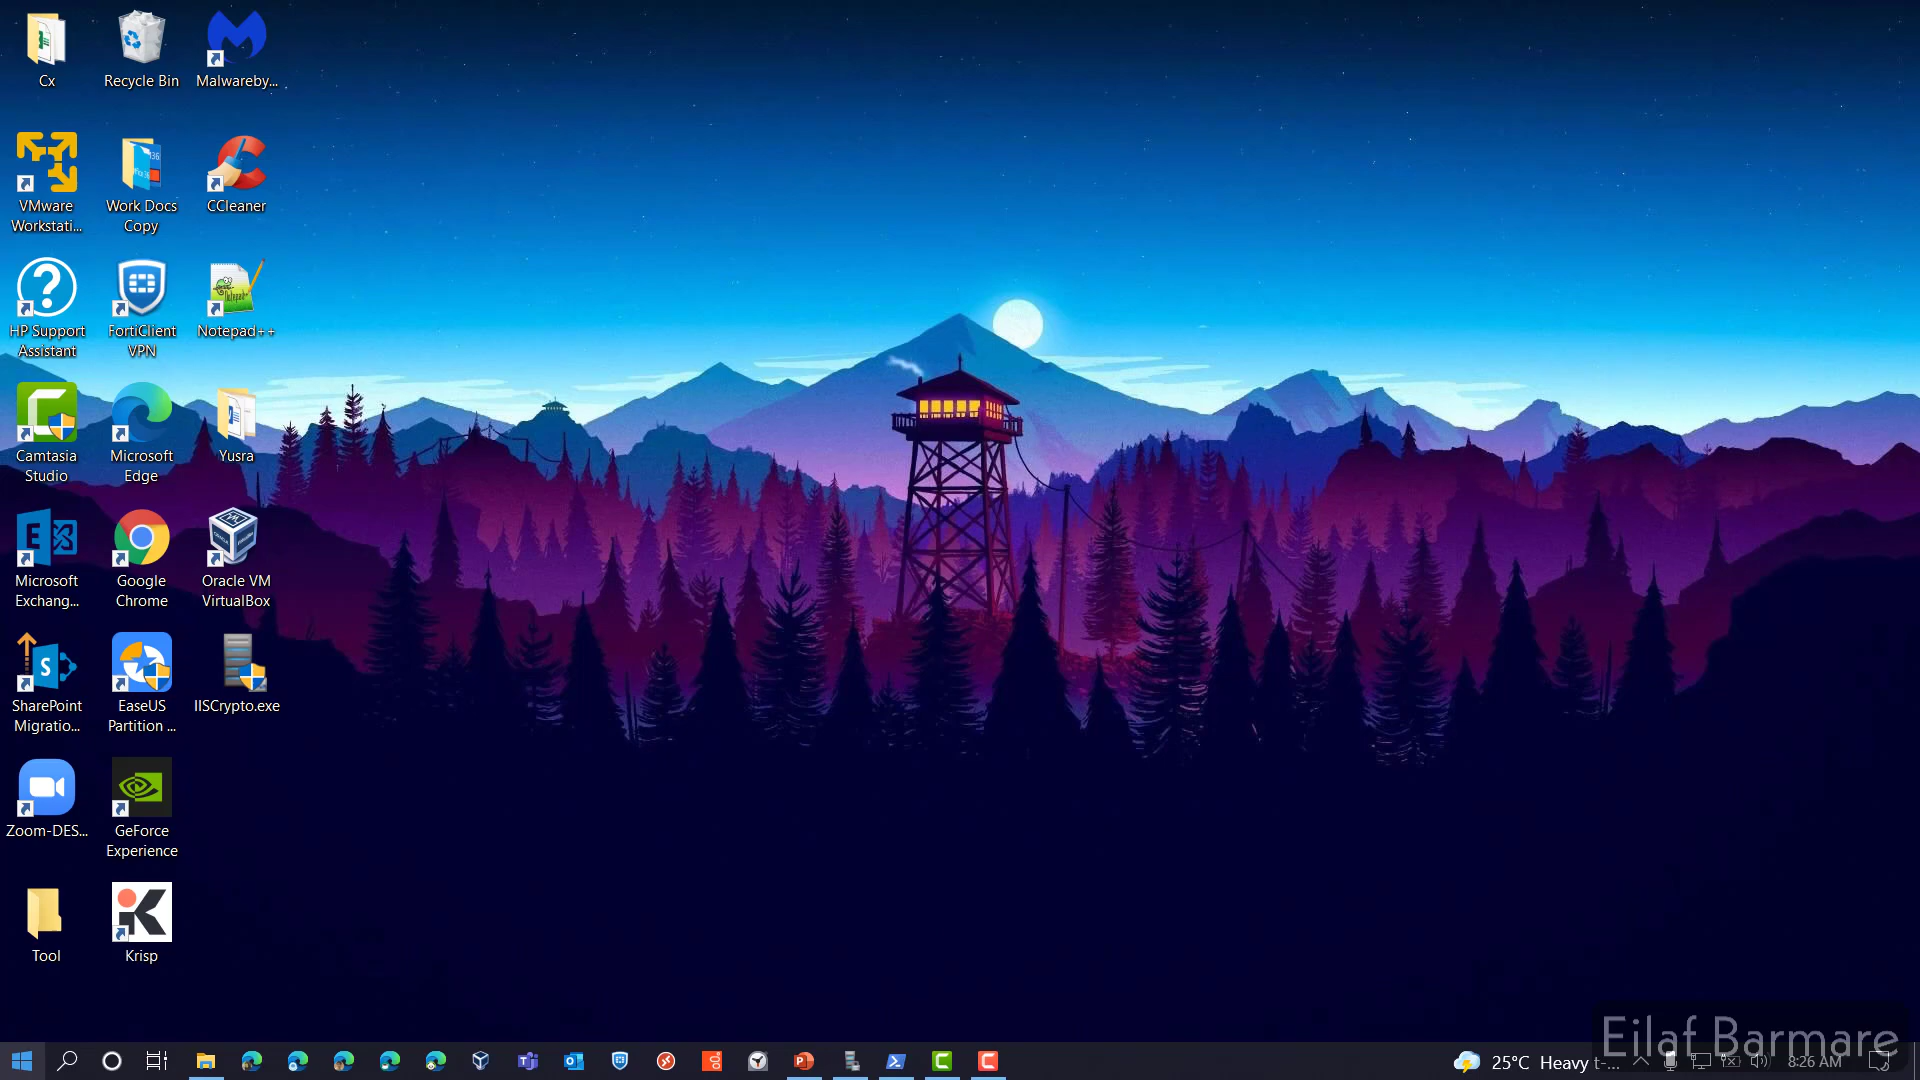 Cx
Recycle Bin
Malwareby...
VMware
Workstati...
Work Docs
Copy
CCleaner
HP Support
Assistant
FortiClient
VPN
Notepad++
Camtasia
Studio
Microsoft
Edge
Yusra
Microsoft
Exchang...
Google
Chrome
Oracle VM
VirtualBox
SharePoint
Migratio...
EaseUS
Partition ...
IISCrypto.exe
Zoom-DES...
GeForce
Experience
Tool
Krisp
Eilaf Barmare
25°C Heavy t-...
8:26 AM